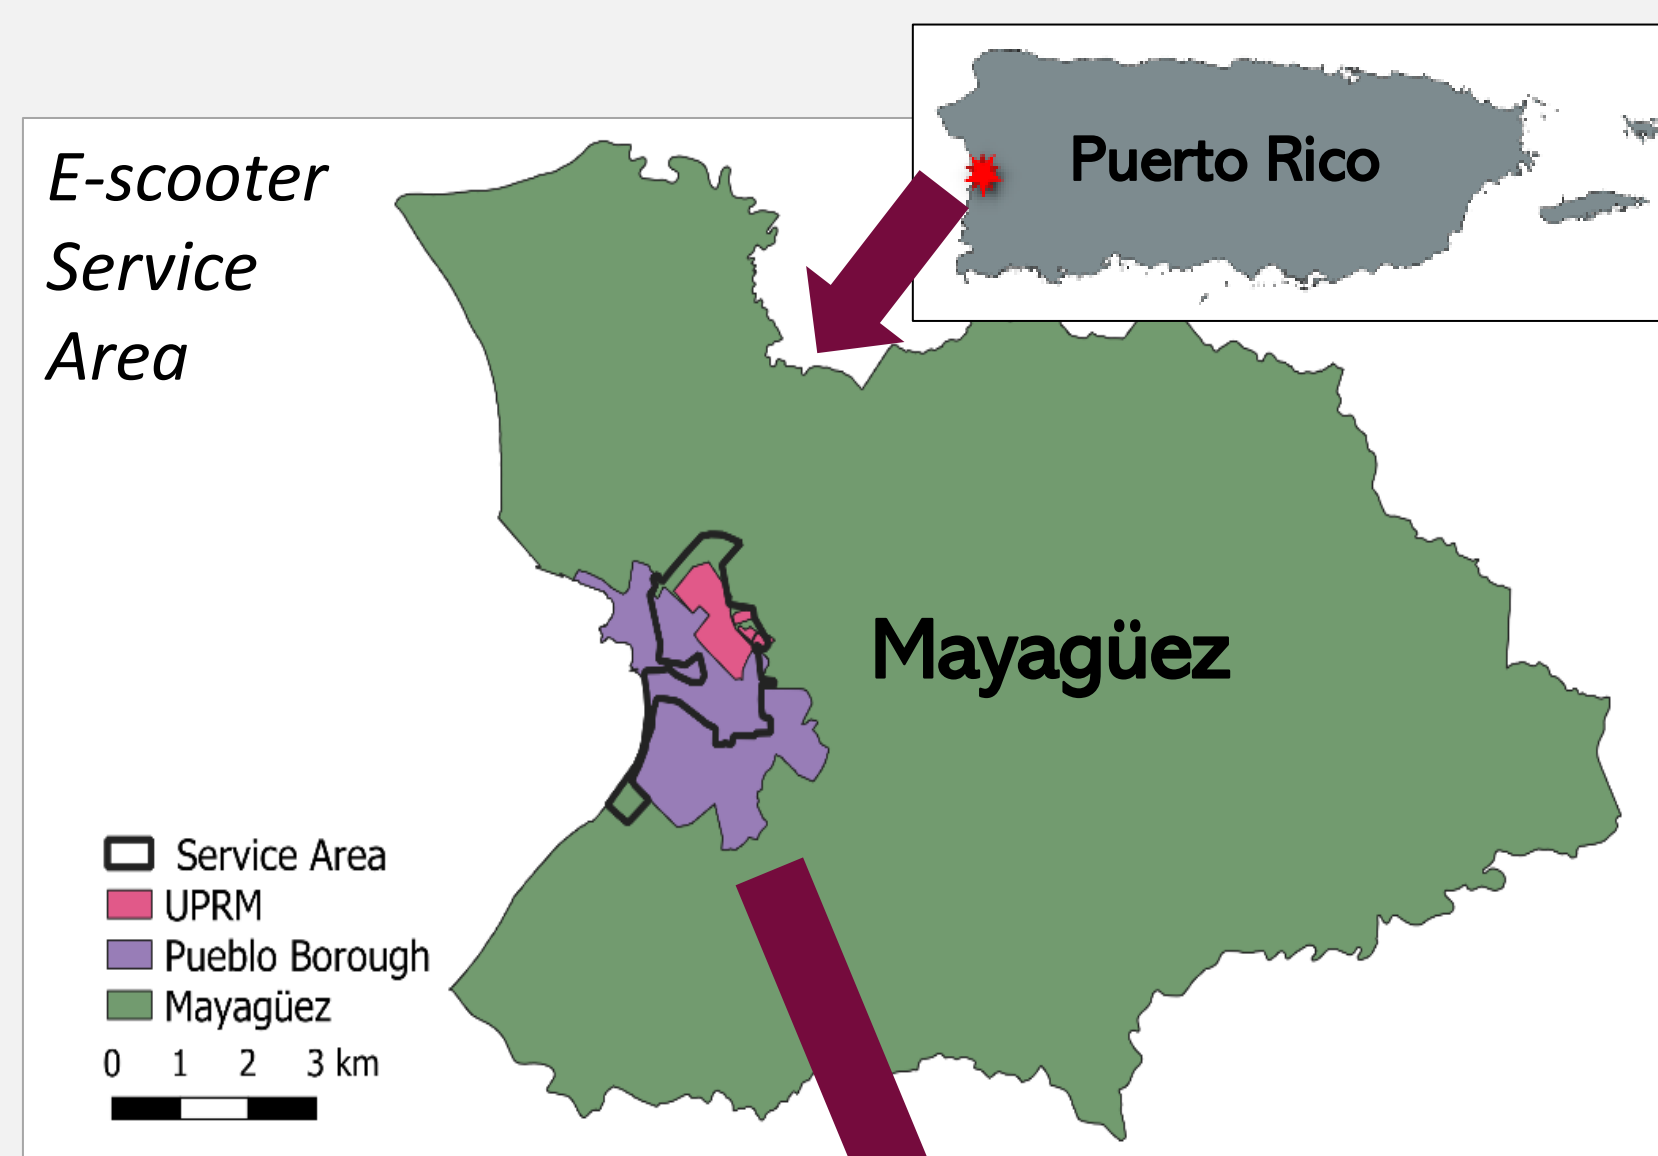 E-scooter
Service
Area
Puerto Rico
Mayagüez
Service Area
UPRM
Pueblo Borough
Mayagüez
0 1 2 3 km